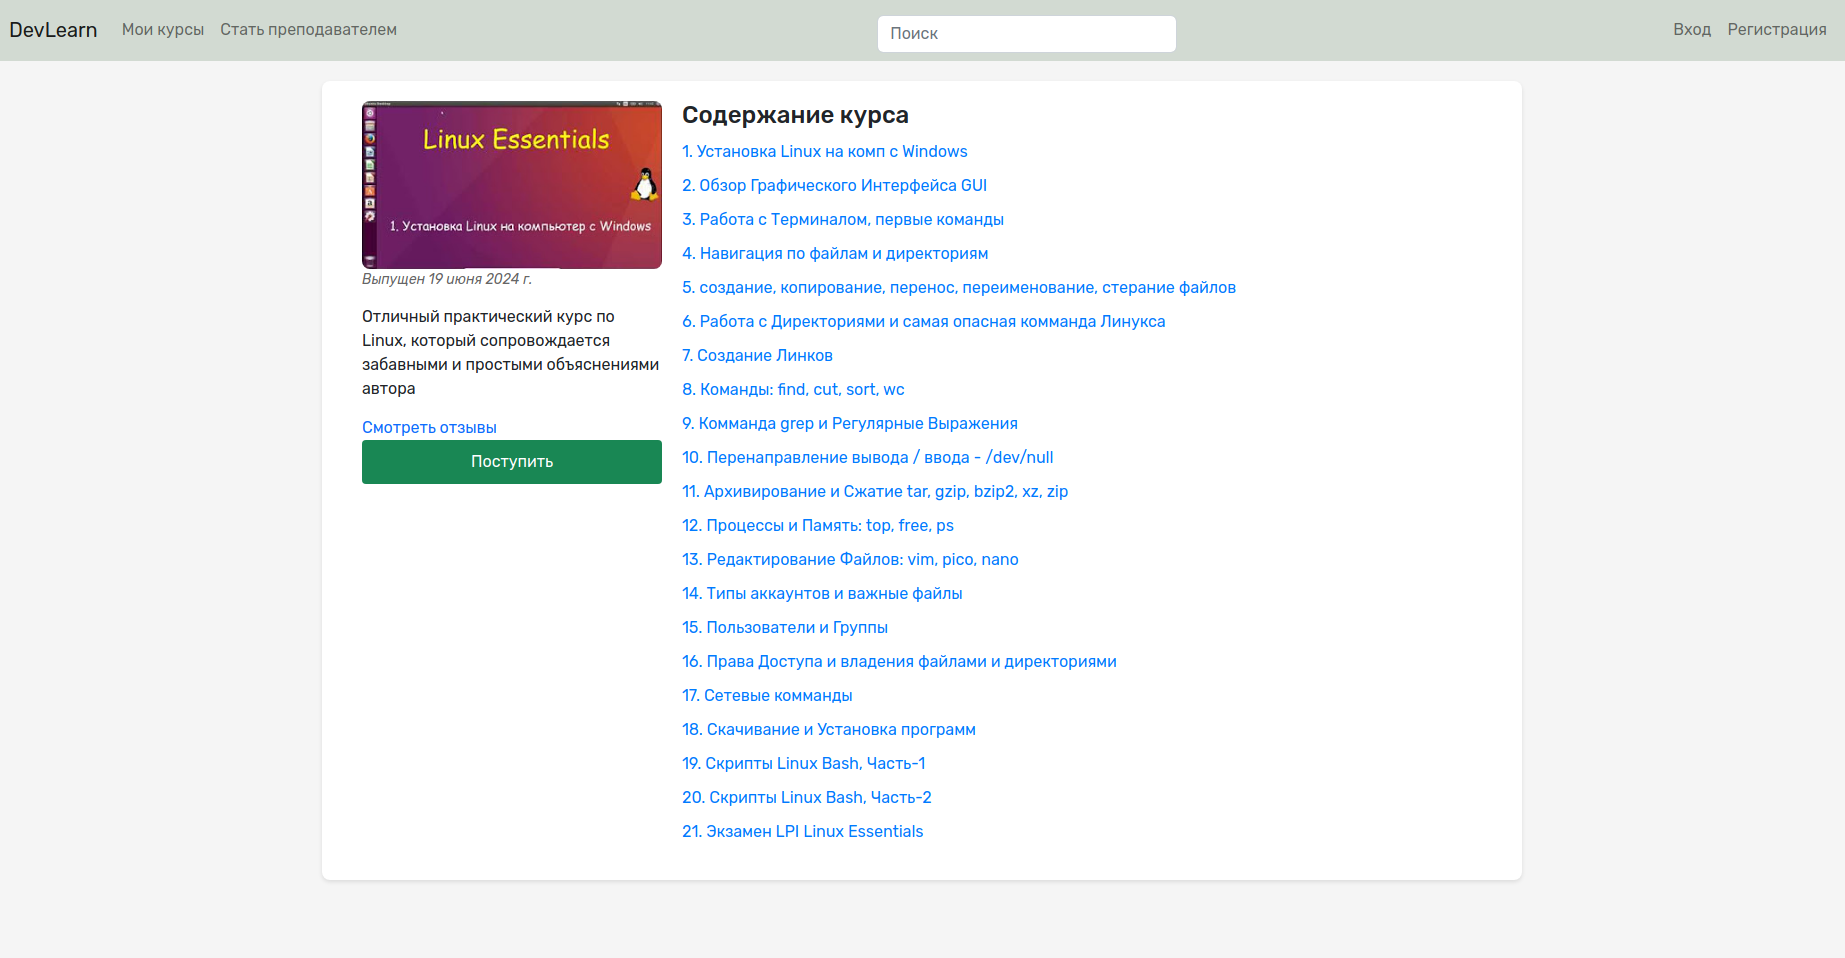 DevLearn Мои курсы Стать преподавателем Поиск Вход Регистрация
Linux Essentials
1. Установка Linux на компьютер с Windows
Выпущен 19 июня 2024 г.
Отличный практический курс по
Linux, который сопровождается
забавными и простыми объяснениями
автора
Смотреть отзывы
Поступить
Содержание курса
1. Установка Linux на комп с Windows
2. Обзор Графического Интерфейса GUI
3. Работа с Терминалом, первые команды
4. Навигация по файлам и директориям
5. создание, копирование, перенос, переименование, стерание файлов
6. Работа с Директориями и самая опасная комманда Линукса
7. Создание Линков
8. Команды: find, cut, sort, wc
9. Комманда grep и Регулярные Выражения
10. Перенаправление вывода / ввода - /dev/null
11. Архивирование и Сжатие tar, gzip, bzip2, xz, zip
12. Процессы и Память: top, free, ps
13. Редактирование Файлов: vim, pico, nano
14. Типы аккаунтов и важные файлы
15. Пользователи и Группы
16. Права Доступа и владения файлами и директориями
17. Сетевые комманды
18. Скачивание и Установка программ
19. Скрипты Linux Bash, Часть-1
20. Скрипты Linux Bash, Часть-2
21. Экзамен LPI Linux Essentials